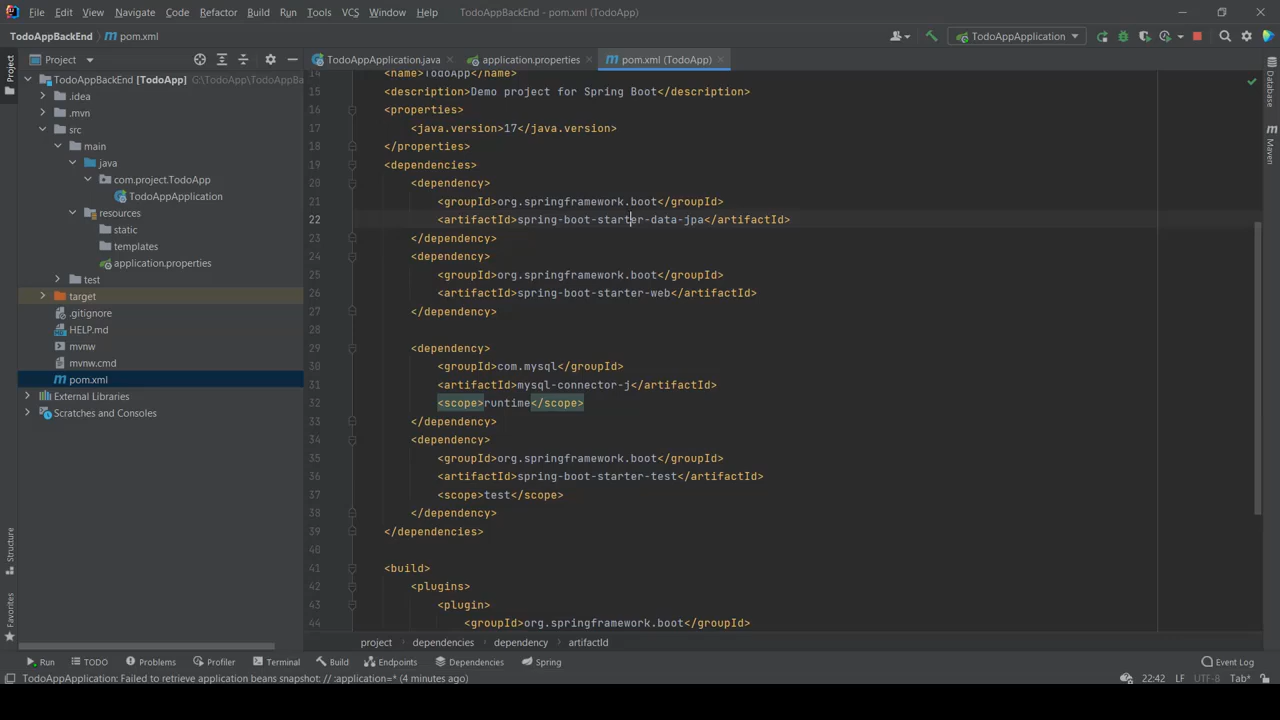 File Edit View Navigate Code Refactor Build Run Tools VCS Window Help TodoAppBackEnd - pom.xml (TodoApp)
TodoAppBackEnd pom.xml TodoAppApplication
Project TodoAppApplication.java application.properties pom.xml (TodoApp)
Project
Structure
Favorites
Database
Maven
TodoAppBackEnd [TodoApp] G:\TodoApp\TodoAppBa
.idea
.mvn
src
main
java
com.project.TodoApp
TodoAppApplication
resources
static
templates
application.properties
test
target
.gitignore
HELP.md
mvnw
mvnw.cmd
pom.xml
External Libraries
Scratches and Consoles
14 <name>TodoApp</name>
15 <description>Demo project for Spring Boot</description>
16 <properties>
17 <java.version>17</java.version>
18 </properties>
19 <dependencies>
20 <dependency>
21 <groupId>org.springframework.boot</groupId>
22 <artifactId>spring-boot-starter-data-jpa</artifactId>
23 </dependency>
24 <dependency>
25 <groupId>org.springframework.boot</groupId>
26 <artifactId>spring-boot-starter-web</artifactId>
27 </dependency>
28
29 <dependency>
30 <groupId>com.mysql</groupId>
31 <artifactId>mysql-connector-j</artifactId>
32 <scope>runtime</scope>
33 </dependency>
34 <dependency>
35 <groupId>org.springframework.boot</groupId>
36 <artifactId>spring-boot-starter-test</artifactId>
37 <scope>test</scope>
38 </dependency>
39 </dependencies>
40
41 <build>
42 <plugins>
43 <plugin>
44 <groupId>org.springframework.boot</groupId>
project dependencies dependency artifactId
Run TODO Problems Profiler Terminal Build Endpoints Dependencies Spring Event Log
TodoAppApplication: Failed to retrieve application beans snapshot: // :application=* (4 minutes ago) 22:42 LF UTF-8 Tab*